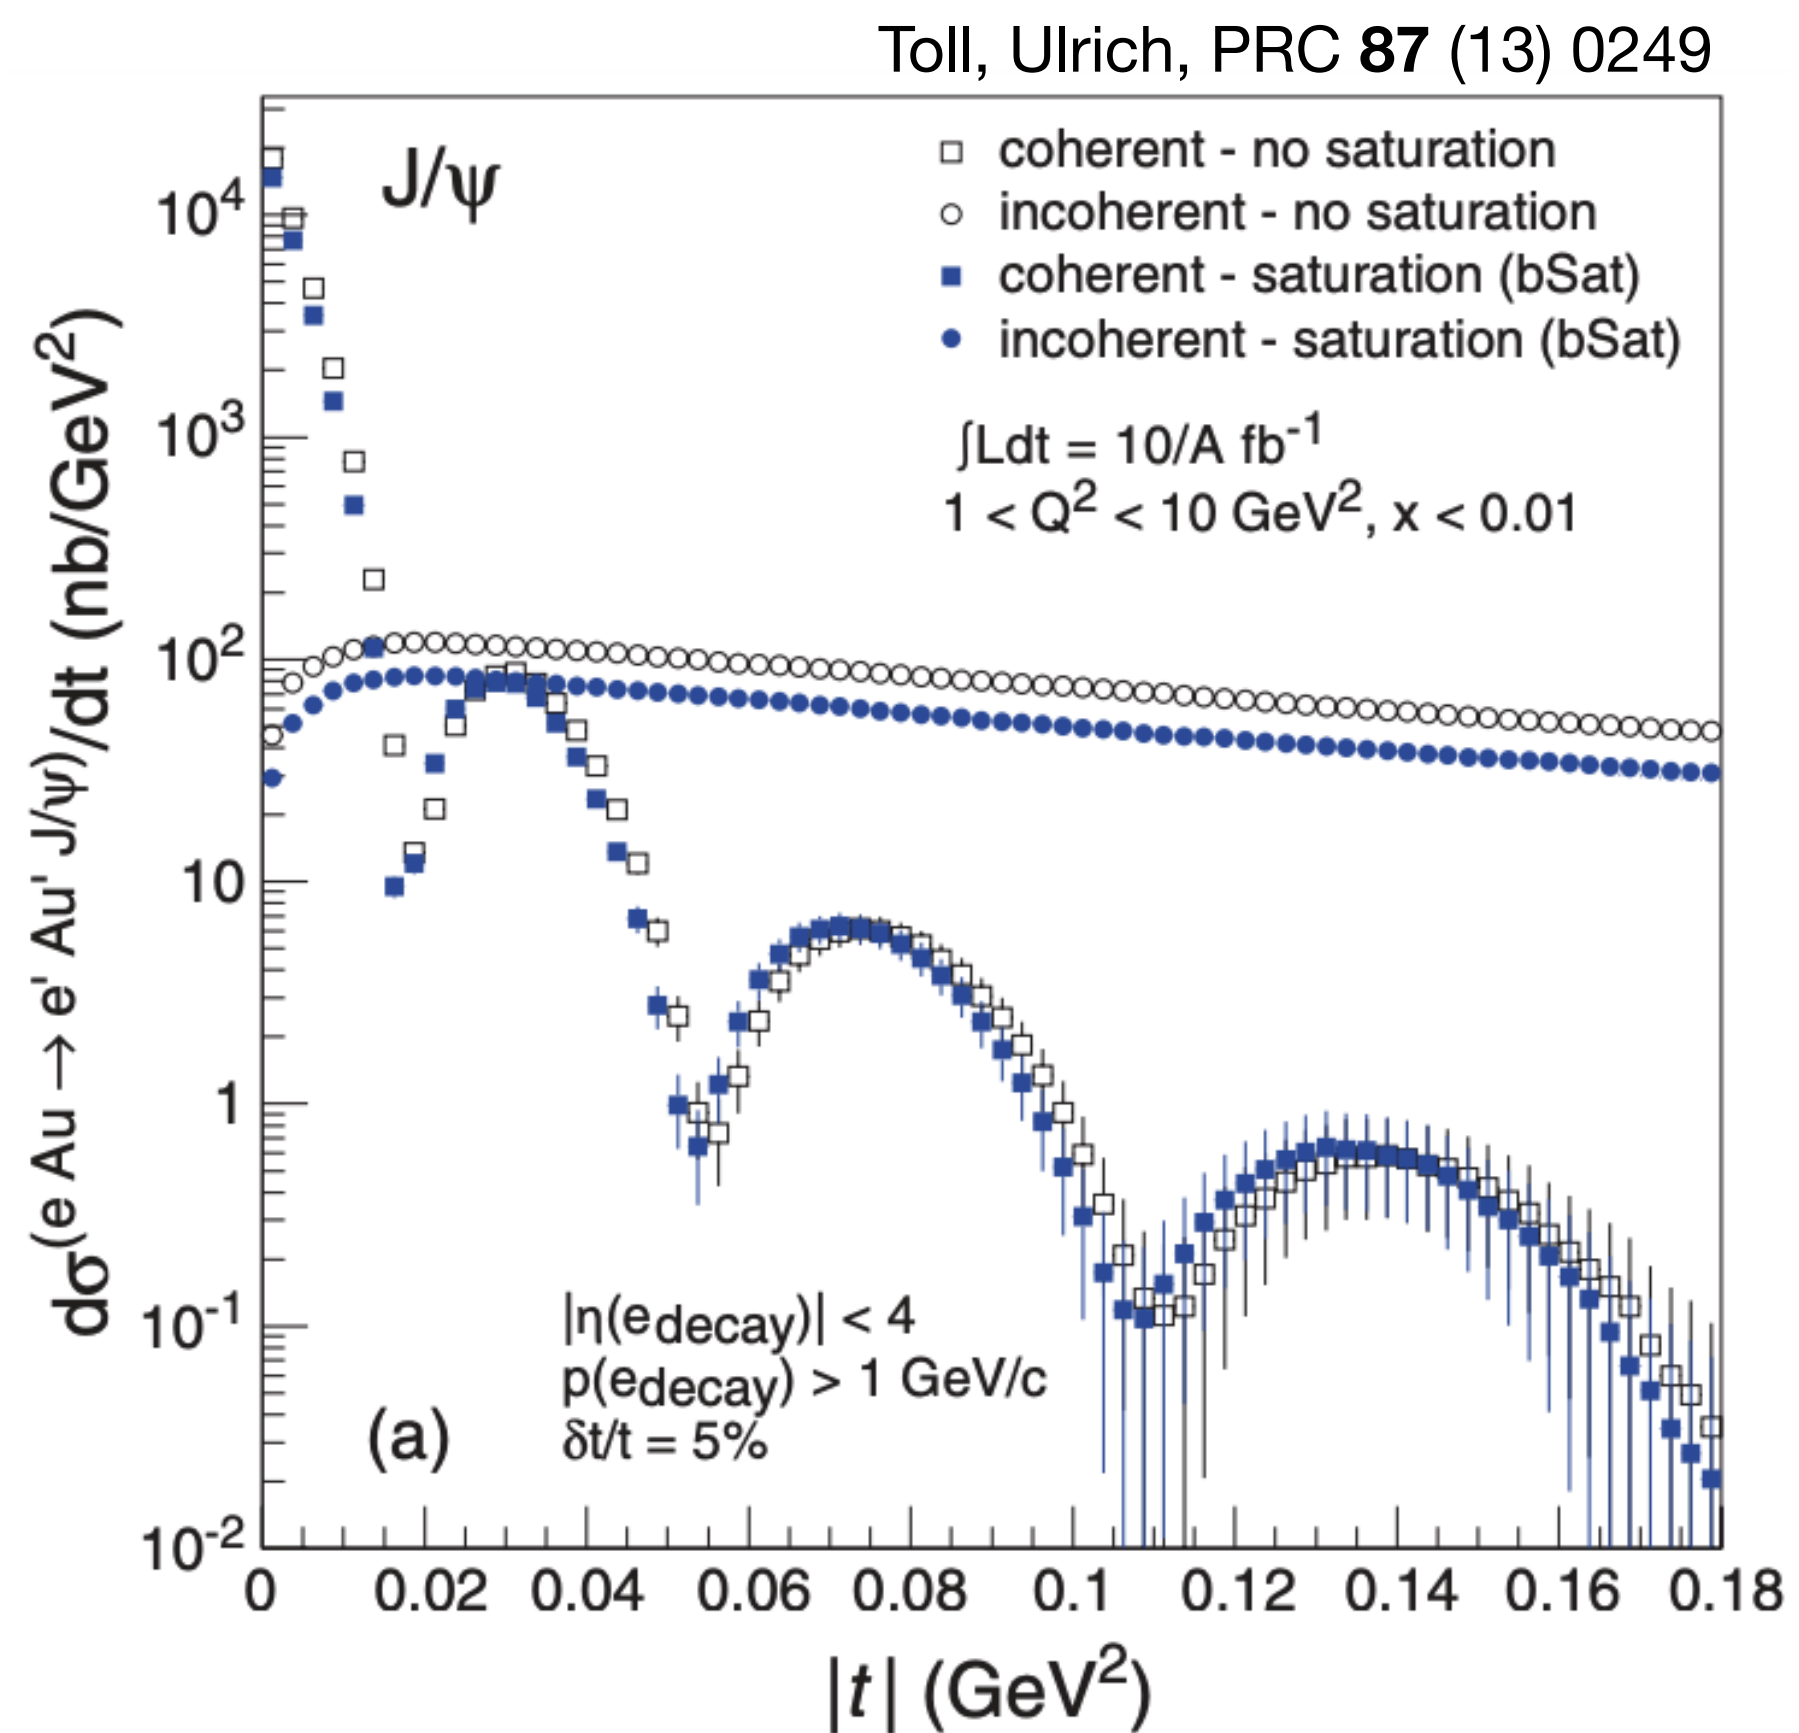 Toll, Ulrich, PRC 87 (13) 0249
J/ψ
coherent - no saturation
incoherent - no saturation
coherent - saturation (bSat)
incoherent - saturation (bSat)
∫Ldt = 10/A fb⁻¹
1 < Q² < 10 GeV², x < 0.01
dσ(e Au → e' Au' J/ψ)/dt (nb/GeV²)
10⁴
10³
10²
10
1
10⁻¹
10⁻²
|η(e_decay)| < 4
p(e_decay) > 1 GeV/c
δt/t = 5%
(a)
0 0.02 0.04 0.06 0.08 0.1 0.12 0.14 0.16 0.18
|t| (GeV²)